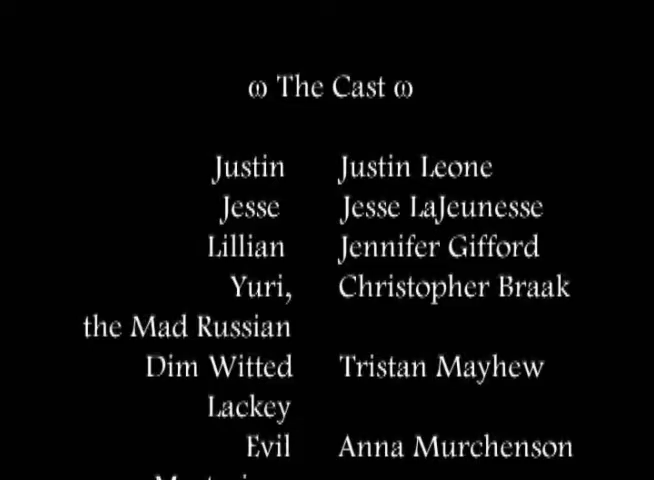 ω The Cast ω
Justin Justin Leone
Jesse Jesse LaJeunesse
Lillian Jennifer Gifford
Yuri, Christopher Braak
the Mad Russian
Dim Witted Tristan Mayhew
Lackey
Evil Anna Murchenson